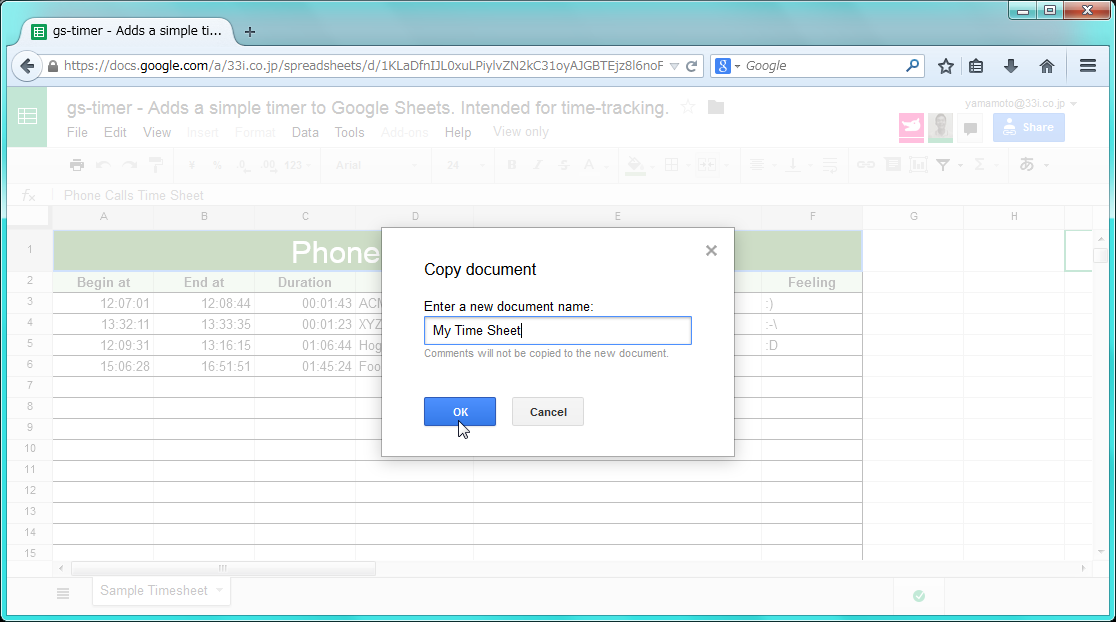 gs-timer - Adds a simple ti...
https://docs.google.com/a/33i.co.jp/spreadsheets/d/1KLaDfnIJL0xuLPiylvZN2kC31oyAJGBTEjz8l6noF
Google
gs-timer - Adds a simple timer to Google Sheets. Intended for time-tracking.
yamamoto@33i.co.jp
File Edit View Insert Format Data Tools Add-ons Help View only
Share
¥ % .0 .00 123 Arial 24 B I S A Σ あ
fx Phone Calls Time Sheet
A B C D E F G H
1 Phone
2 Begin at End at Duration Feeling
3 12:07:01 12:08:44 00:01:43 ACM :)
4 13:32:11 13:33:35 00:01:23 XYZ :-\
5 12:09:31 13:16:15 01:06:44 Hog :D
6 15:06:28 16:51:51 01:45:24 Foo
7
8
9
10
11
12
13
14
15
Copy document
Enter a new document name:
My Time Sheet
Comments will not be copied to the new document.
OK Cancel
Sample Timesheet